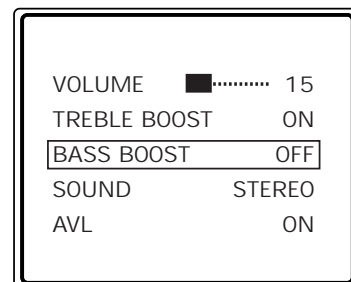 VOLUME 15
TREBLE BOOST ON
BASS BOOST OFF
SOUND STEREO
AVL ON